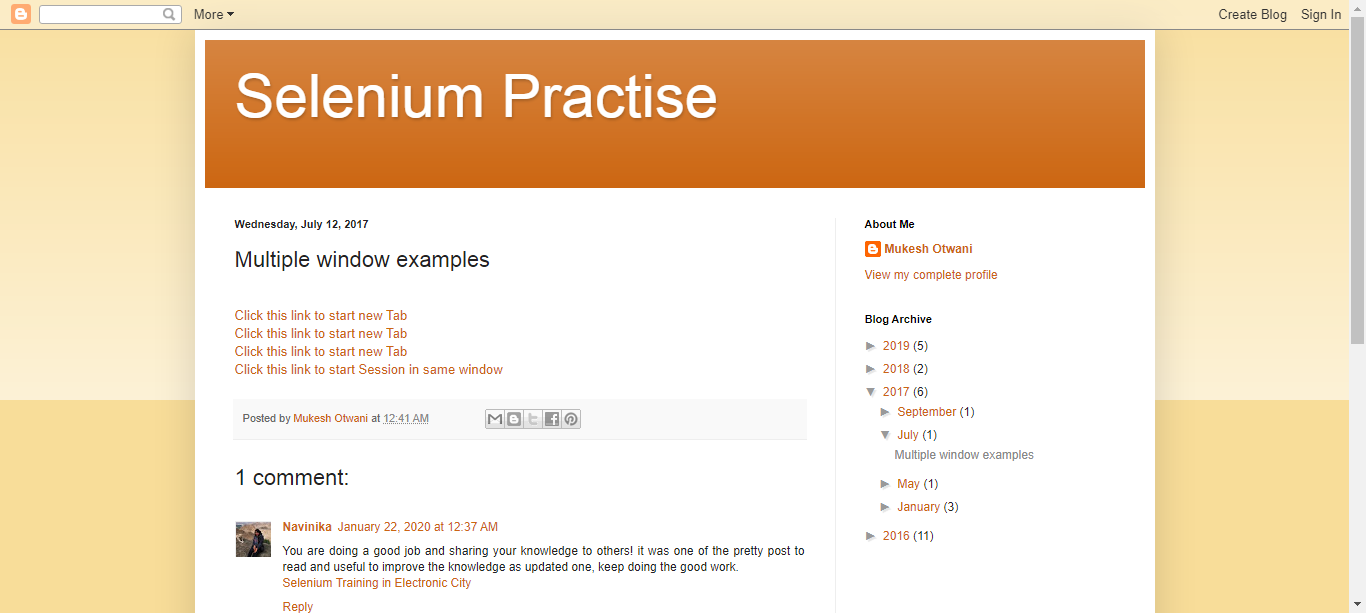 More
Create Blog Sign In
Selenium Practise
Wednesday, July 12, 2017
Multiple window examples
Click this link to start new Tab
Click this link to start new Tab
Click this link to start new Tab
Click this link to start Session in same window
Posted by Mukesh Otwani at 12:41 AM
1 comment:
Navinika January 22, 2020 at 12:37 AM
You are doing a good job and sharing your knowledge to others! it was one of the pretty post to
read and useful to improve the knowledge as updated one, keep doing the good work.
Selenium Training in Electronic City
Reply
About Me
Mukesh Otwani
View my complete profile
Blog Archive
► 2019 (5)
► 2018 (2)
▼ 2017 (6)
► September (1)
▼ July (1)
Multiple window examples
► May (1)
► January (3)
► 2016 (11)